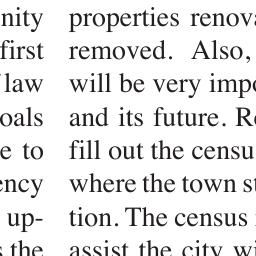 nity
first
law
oals
e to
ency
up-
s the
properties renova
removed. Also,
will be very impo
and its future. R
fill out the censu
where the town st
tion. The census
assist the city wi